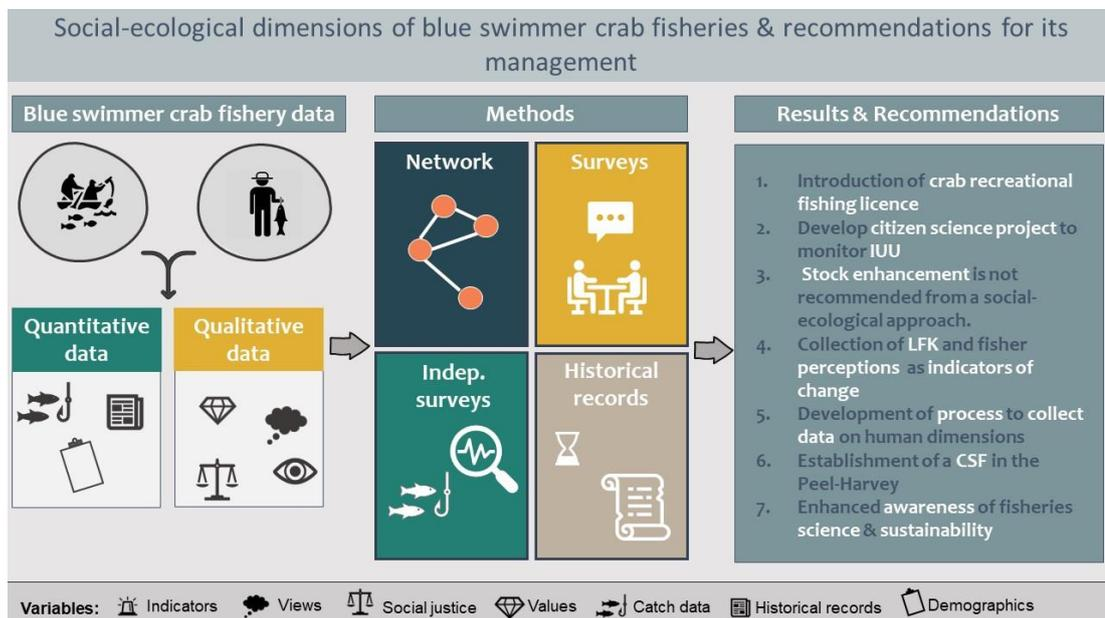 Social-ecological dimensions of blue swimmer crab fisheries & recommendations for its
management
Blue swimmer crab fishery data
Quantitative
data
Qualitative
data
Methods
Network
Surveys
Indep.
surveys
Historical
records
Results & Recommendations
1. Introduction of crab recreational
fishing licence
2. Develop citizen science project to
monitor IUU
3. Stock enhancement is not
recommended from a social-
ecological approach.
4. Collection of LFK and fisher
perceptions as indicators of
change
5. Development of process to collect
data on human dimensions
6. Establishment of a CSF in the
Peel-Harvey
7. Enhanced awareness of fisheries
science & sustainability
Variables: Indicators Views Social justice Values Catch data Historical records Demographics